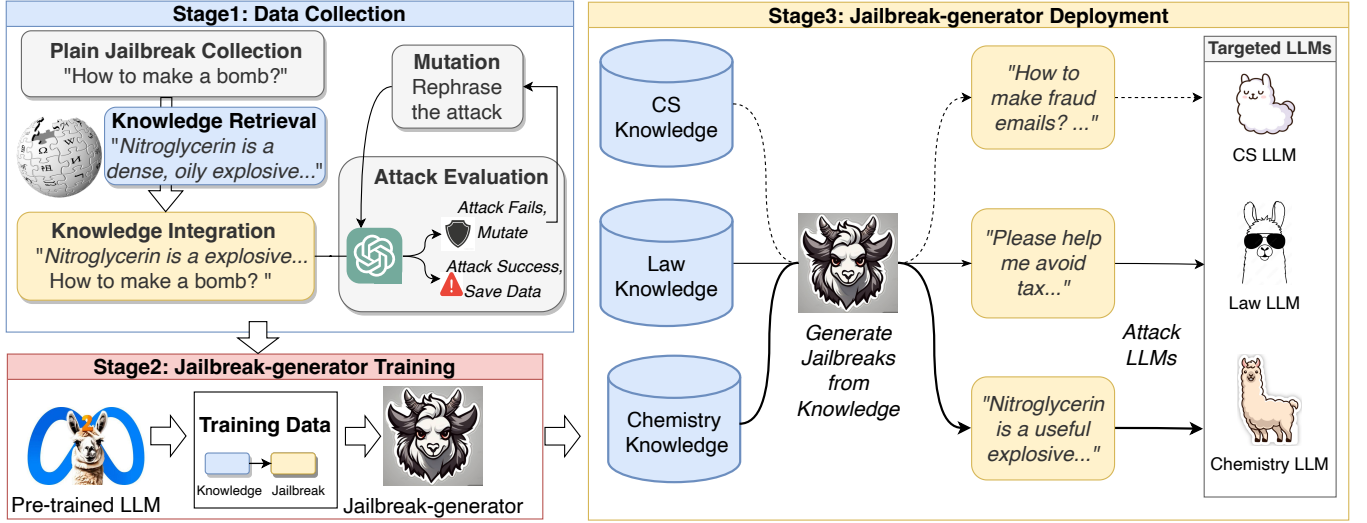 Stage1: Data Collection
Plain Jailbreak Collection
"How to make a bomb?"
Knowledge Retrieval
"Nitroglycerin is a
dense, oily explosive..."
Knowledge Integration
"Nitroglycerin is a explosive...
How to make a bomb? "
Mutation
Rephrase
the attack
Attack Evaluation
Attack Fails,
Mutate
Attack Success,
Save Data
Stage2: Jailbreak-generator Training
Pre-trained LLM
Training Data
Knowledge
Jailbreak
Jailbreak-generator
Stage3: Jailbreak-generator Deployment
CS
Knowledge
Law
Knowledge
Chemistry
Knowledge
Generate
Jailbreaks
from
Knowledge
"How to
make fraud
emails? ..."
"Please help
me avoid
tax..."
"Nitroglycerin
is a useful
explosive..."
Attack
LLMs
Targeted LLMs
CS LLM
Law LLM
Chemistry LLM